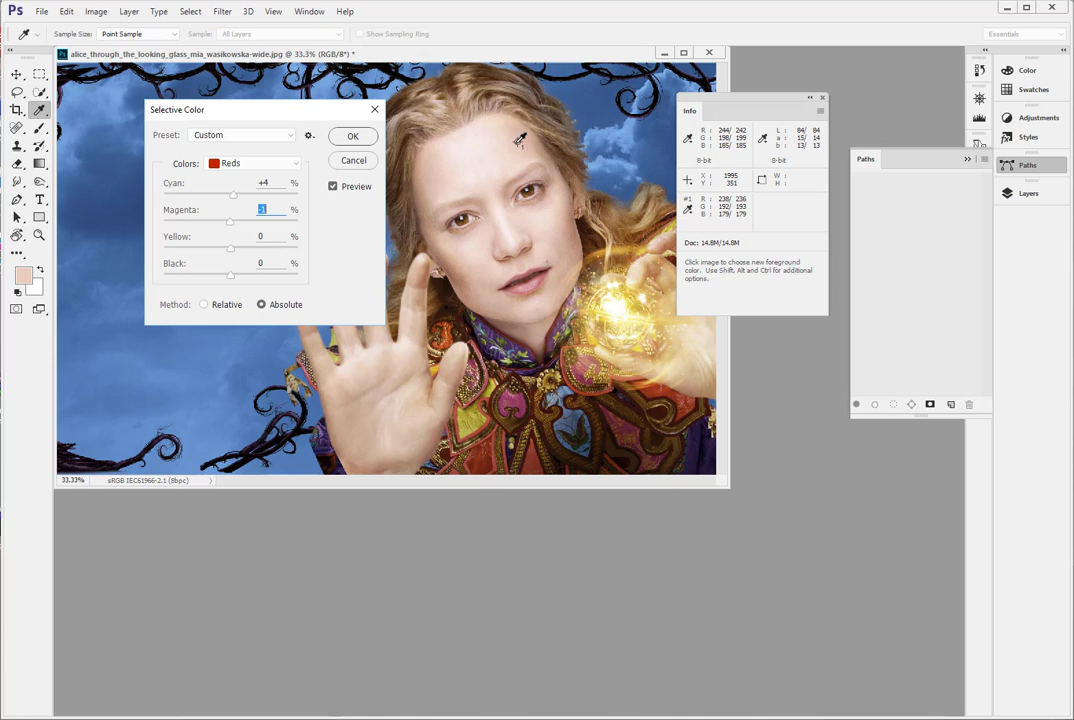 Ps File Edit Image Layer Type Select Filter 3D View Window Help
Sample Size: Point Sample Sample: All Layers Show Sampling Ring Essentials
alice_through_the_looking_glass_mia_wasikowska-wide.jpg @ 33.3% (RGB/8*) *
Selective Color
Preset: Custom OK
Colors: Reds Cancel
Cyan: +4 %
Preview
Magenta: -1 %
Yellow: 0 %
Black: 0 %
Method: Relative Absolute
Info
R : 244/ 242 L : 84/ 84
G : 198/ 199 a : 15/ 14
B : 185/ 185 b : 13/ 13
8-bit 8-bit
X : 1995 W :
Y : 351 H :
#1 R : 238/ 236
G : 192/ 193
B : 179/ 179
Doc: 14.8M/14.8M
Click image to choose new foreground
color. Use Shift, Alt and Ctrl for additional
options.
Paths
Color
Swatches
Adjustments
Styles
Paths
Layers
33.33% sRGB IEC61966-2.1 (8bpc)